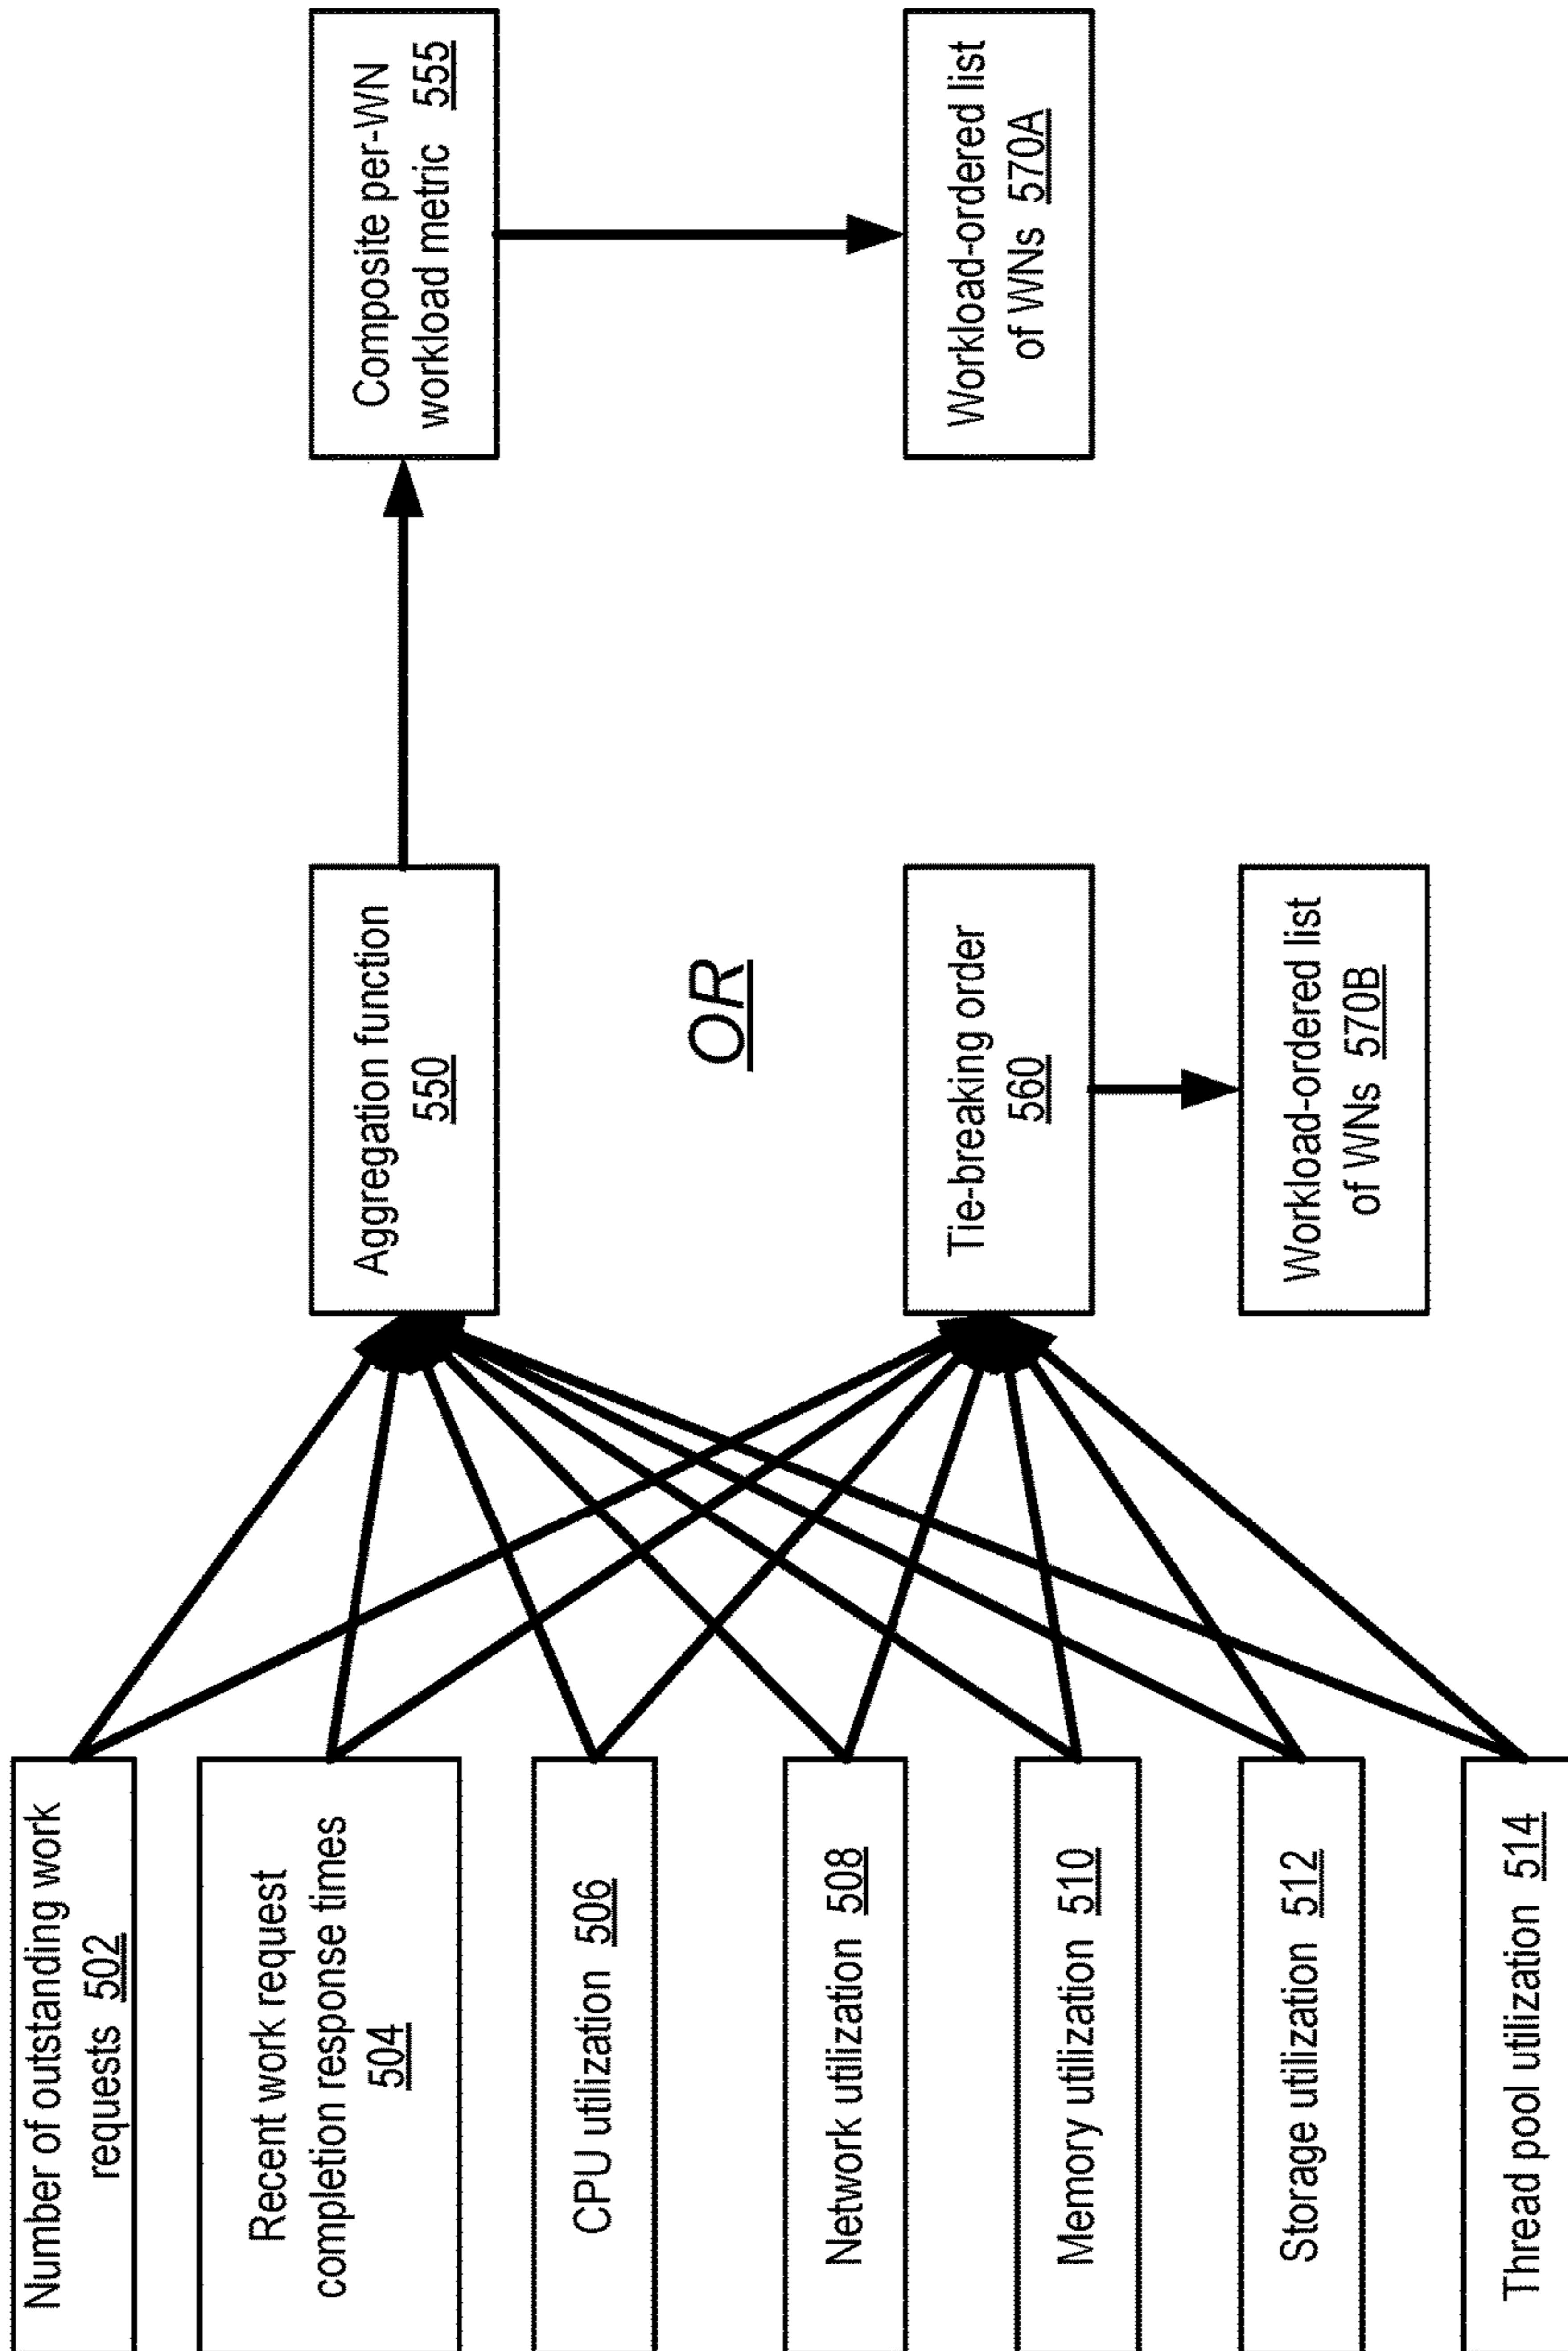 Number of outstanding work
requests 502
Recent work request
completion response times
504
CPU utilization 506
Network utilization 508
Memory utilization 510
Storage utilization 512
Thread pool utilization 514
Aggregation function
550
OR
Tie-breaking order
560
Workload-ordered list
of WNs 570B
Composite per-WN
workload metric 555
Workload-ordered list
of WNs 570A